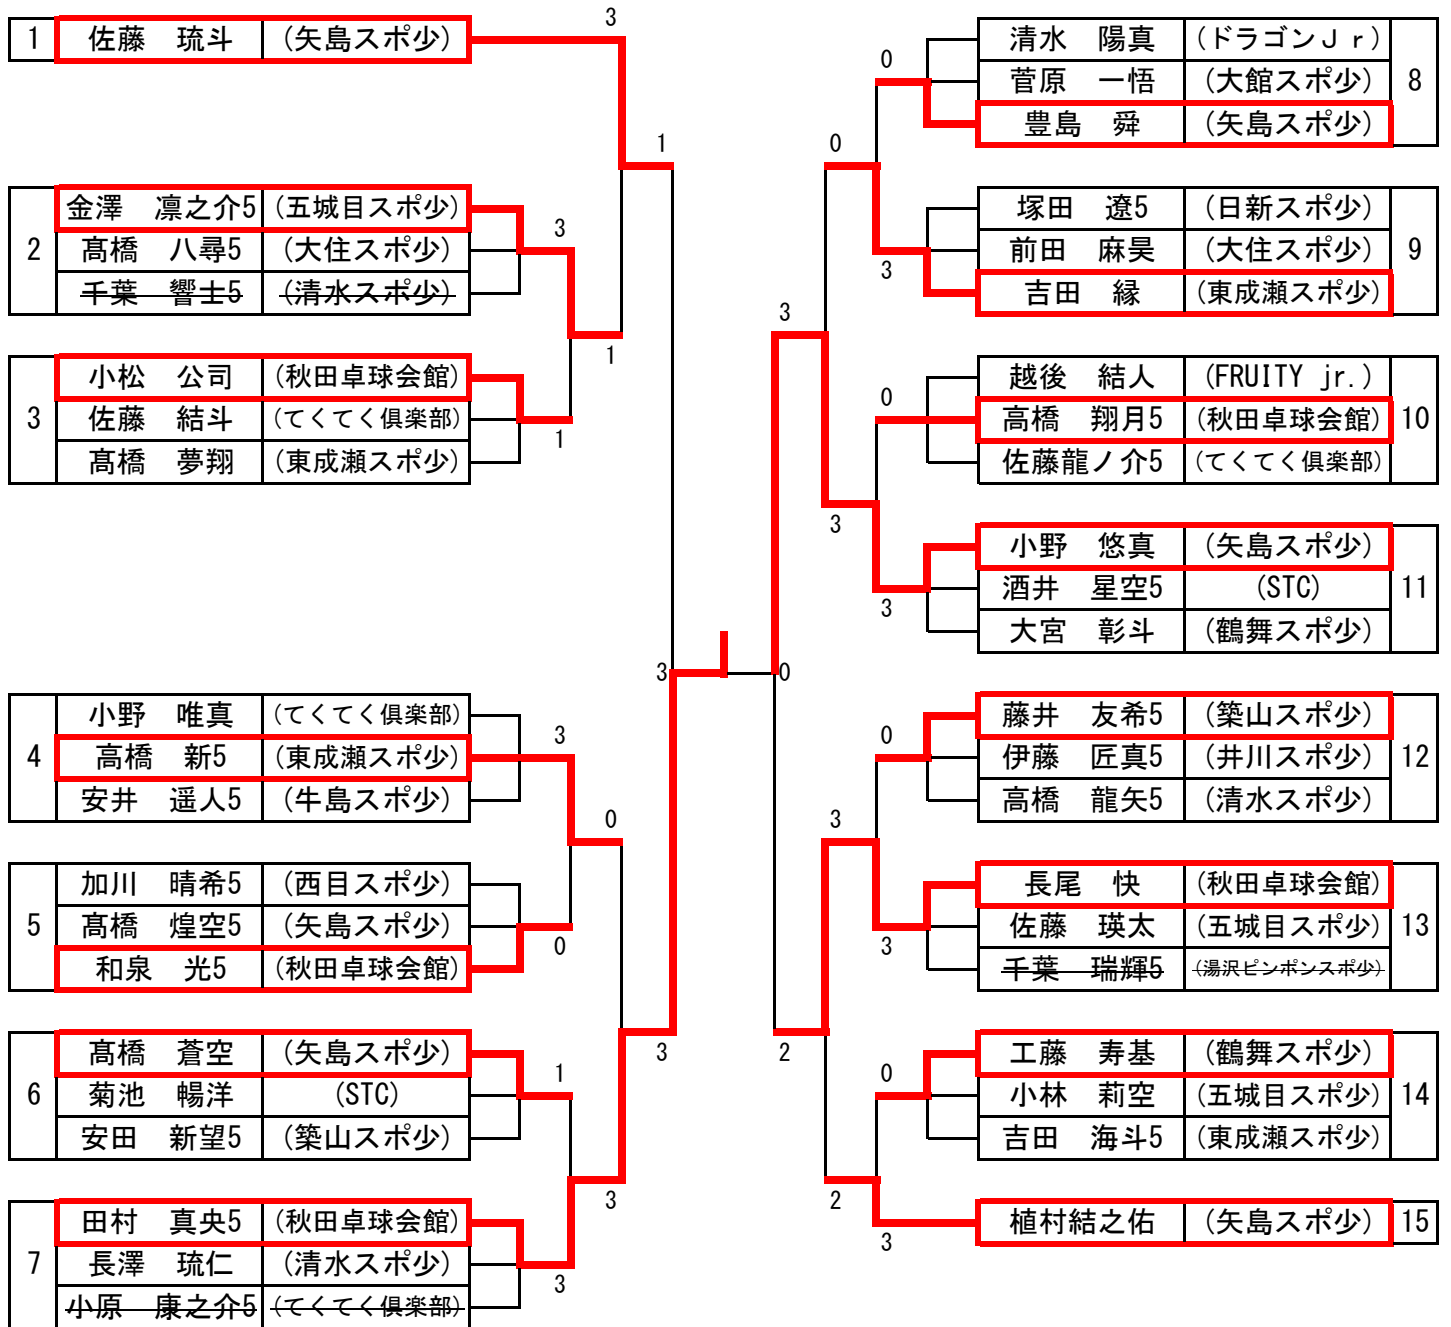 1 佐藤　琉斗 (矢島スポ少)
3
1
2
金澤　凛之介5 (五城目スポ少)
髙橋　八尋5 (大住スポ少)
千葉　響士5 (清水スポ少)
3
1
3
小松　公司 (秋田卓球会館)
佐藤　結斗 (てくてく倶楽部)
髙橋　夢翔 (東成瀬スポ少)
1
4
小野　唯真 (てくてく倶楽部)
高橋　新5 (東成瀬スポ少)
安井　遥人5 (牛島スポ少)
3
0
5
加川　晴希5 (西目スポ少)
髙橋　煌空5 (矢島スポ少)
和泉　光5 (秋田卓球会館)
0
6
髙橋　蒼空 (矢島スポ少)
菊池　暢洋 (STC)
安田　新望5 (築山スポ少)
1
3
3
7
田村　真央5 (秋田卓球会館)
長澤　琉仁 (清水スポ少)
小原　康之介5 (てくてく倶楽部)
3
3
0
清水　陽真 (ドラゴンＪｒ)
菅原　一悟 (大館スポ少)
豊島　舜 (矢島スポ少)
8
0
0
塚田　遼5 (日新スポ少)
前田　麻昊 (大住スポ少)
吉田　縁 (東成瀬スポ少)
9
3
3
越後　結人 (FRUITY jr.)
高橋　翔月5 (秋田卓球会館)
佐藤龍ノ介5 (てくてく倶楽部)
10
0
3
小野　悠真 (矢島スポ少)
酒井　星空5 (STC)
大宮　彰斗 (鶴舞スポ少)
11
3
藤井　友希5 (築山スポ少)
伊藤　匠真5 (井川スポ少)
高橋　龍矢5 (清水スポ少)
12
0
3
長尾　快 (秋田卓球会館)
佐藤　瑛太 (五城目スポ少)
千葉　瑞輝5 (湯沢ピンポンスポ少)
13
3
2
工藤　寿基 (鶴舞スポ少)
小林　莉空 (五城目スポ少)
吉田　海斗5 (東成瀬スポ少)
14
0
2
植村結之佑 (矢島スポ少) 15
3